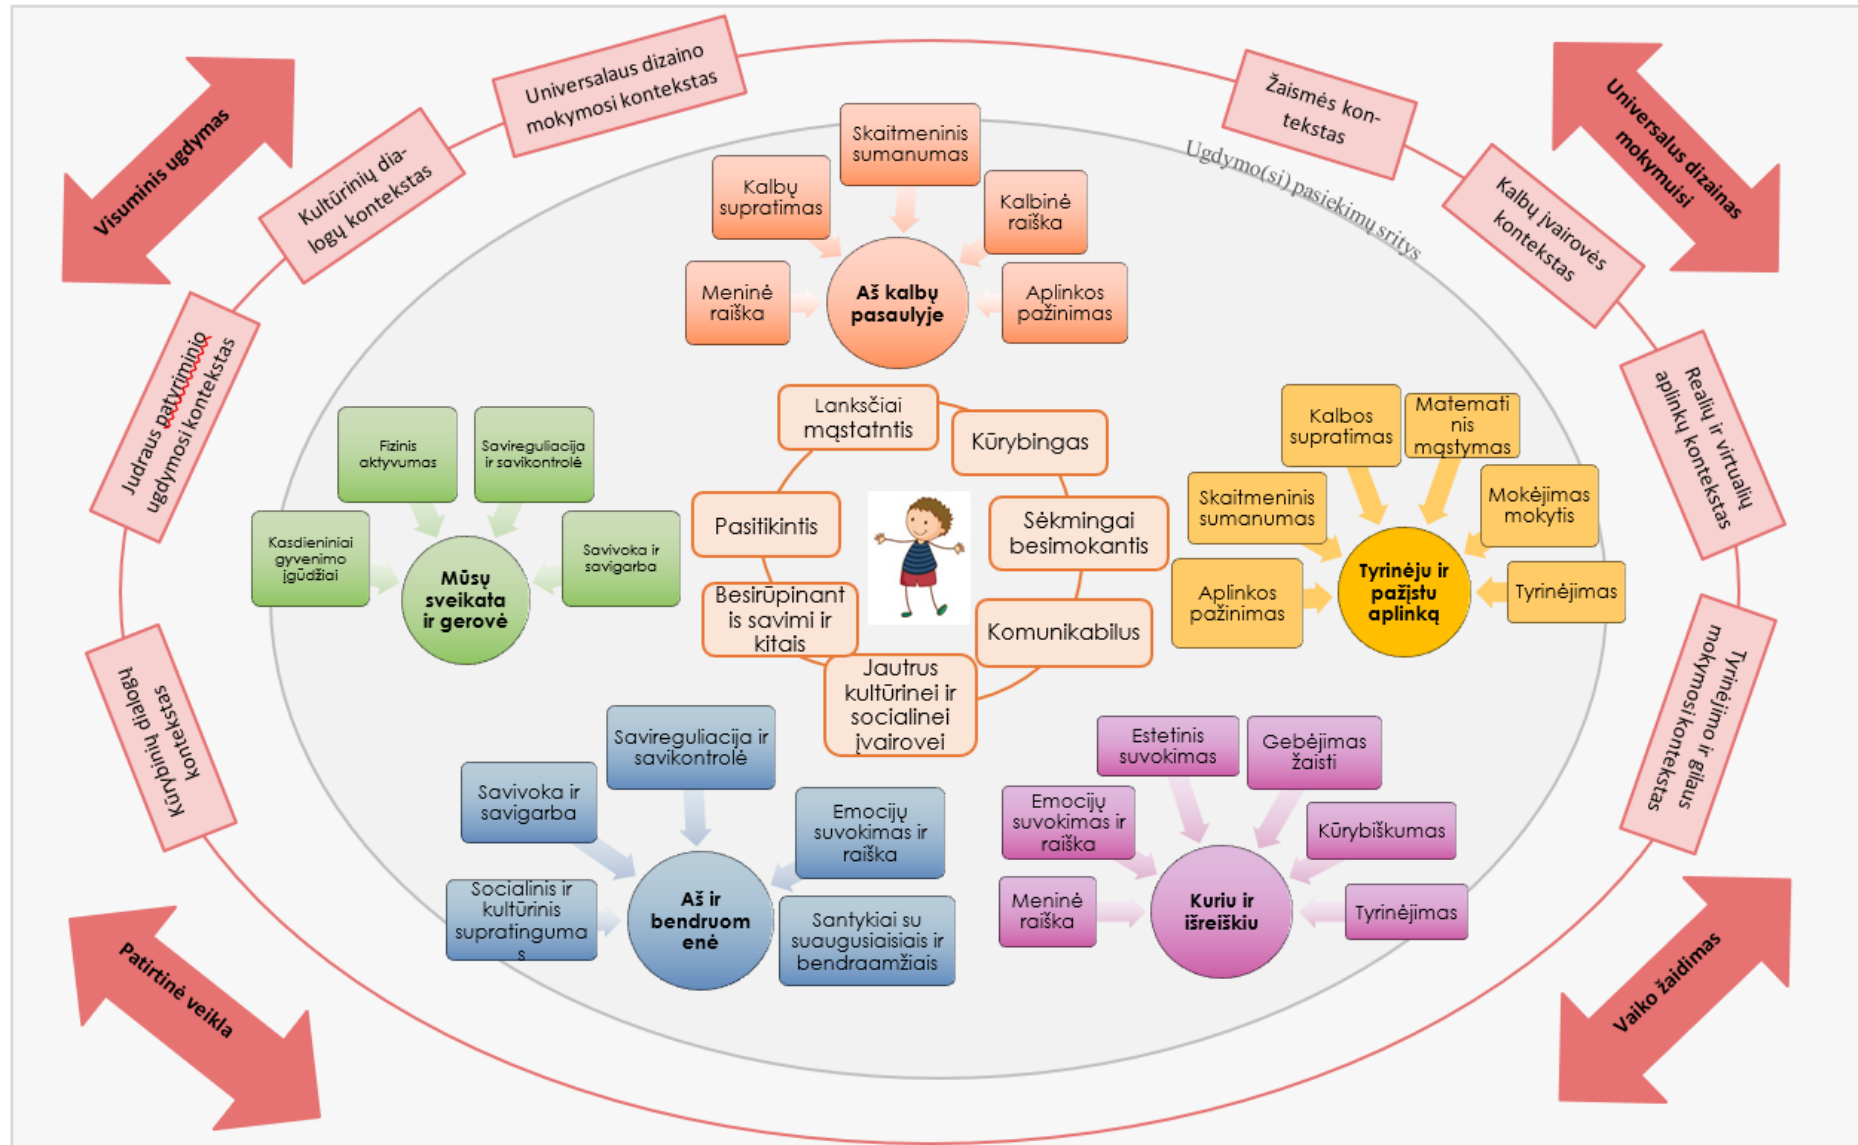 Visuminis ugdymas
Kultūrinių dia-
logų kontekstas
Universalaus dizaino
mokymosi kontekstas
Žaismės kon-
tekstas
Kalbų įvairovės
kontekstas
Universalus dizainas
mokymuisi
Ugdymo(si) pasiekimų sritys
Judraus patyriminio
ugdymosi kontekstas
Realių ir virtualių
aplinkų kontekstas
Kūrybinių dialogų
kontekstas
Tyrinėjimo ir gilaus
mokymosi kontekstas
Patirtinė veikla
Vaiko žaidimas
Skaitmeninis
sumanumas
Kalbų
supratimas
Kalbinė
raiška
Meninė
raiška
Aš kalbų
pasaulyje
Aplinkos
pažinimas
Fizinis
aktyvumas
Savireguliacija
ir savikontrolė
Kasdieniniai
gyvenimo
įgūdžiai
Savivoka ir
savigarba
Mūsų
sveikata
ir gerovė
Lanksčiai
mąstatntis
Kūrybingas
Sėkmingai
besimokantis
Komunikabilus
Jautrus
kultūrinei ir
socialinei
įvairovei
Besirūpinant
is savimi ir
kitais
Pasitikintis
Kalbos
supratimas
Matemati
nis
mąstymas
Skaitmeninis
sumanumas
Mokėjimas
mokytis
Aplinkos
pažinimas
Tyrinėju ir
pažįstu
aplinką
Tyrinėjimas
Savireguliacija ir
savikontrolė
Savivoka ir
savigarba
Emocijų
suvokimas ir
raiška
Socialinis ir
kultūrinis
supratinguma
s
Aš ir
bendruom
enė
Santykiai su
suaugusiaisiais ir
bendraamžiais
Estetinis
suvokimas
Gebėjimas
žaisti
Emocijų
suvokimas ir
raiška
Kūrybiškumas
Meninė
raiška
Kuriu ir
išreiškiu
Tyrinėjimas